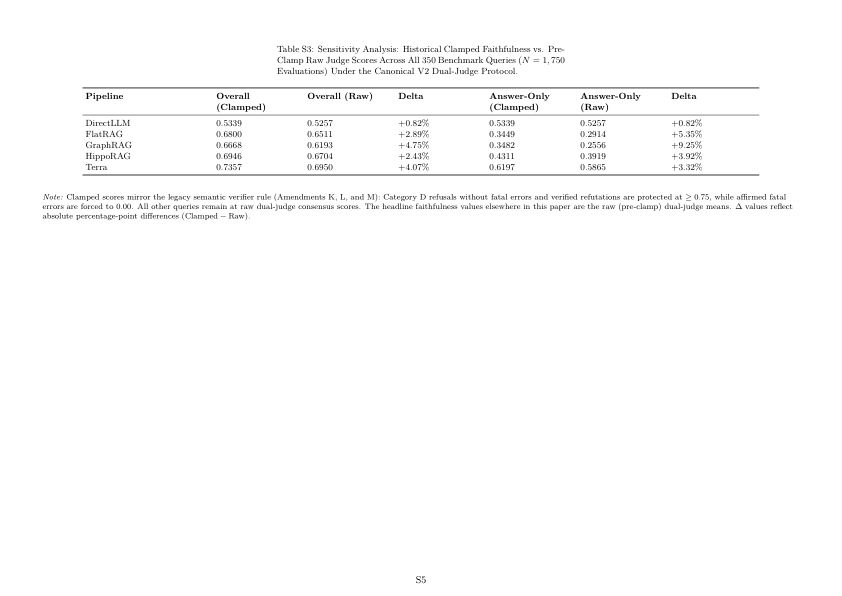 Table S3: Sensitivity Analysis: Historical Clamped Faithfulness vs. Pre-
Clamp Raw Judge Scores Across All 350 Benchmark Queries (N = 1,750
Evaluations) Under the Canonical V2 Dual-Judge Protocol.
Pipeline Overall (Clamped) Overall (Raw) Delta Answer-Only (Clamped) Answer-Only (Raw) Delta
DirectLLM 0.5339 0.5257 +0.82% 0.5339 0.5257 +0.82%
FlatRAG 0.6800 0.6511 +2.89% 0.3449 0.2914 +5.35%
GraphRAG 0.6668 0.6193 +4.75% 0.3482 0.2556 +9.25%
HippoRAG 0.6946 0.6704 +2.43% 0.4311 0.3919 +3.92%
Terra 0.7357 0.6950 +4.07% 0.6197 0.5865 +3.32%
Note: Clamped scores mirror the legacy semantic verifier rule (Amendments K, L, and M): Category D refusals without fatal errors and verified refutations are protected at ≥ 0.75, while affirmed fatal
errors are forced to 0.00. All other queries remain at raw dual-judge consensus scores. The headline faithfulness values elsewhere in this paper are the raw (pre-clamp) dual-judge means. Δ values reflect
absolute percentage-point differences (Clamped − Raw).
S5